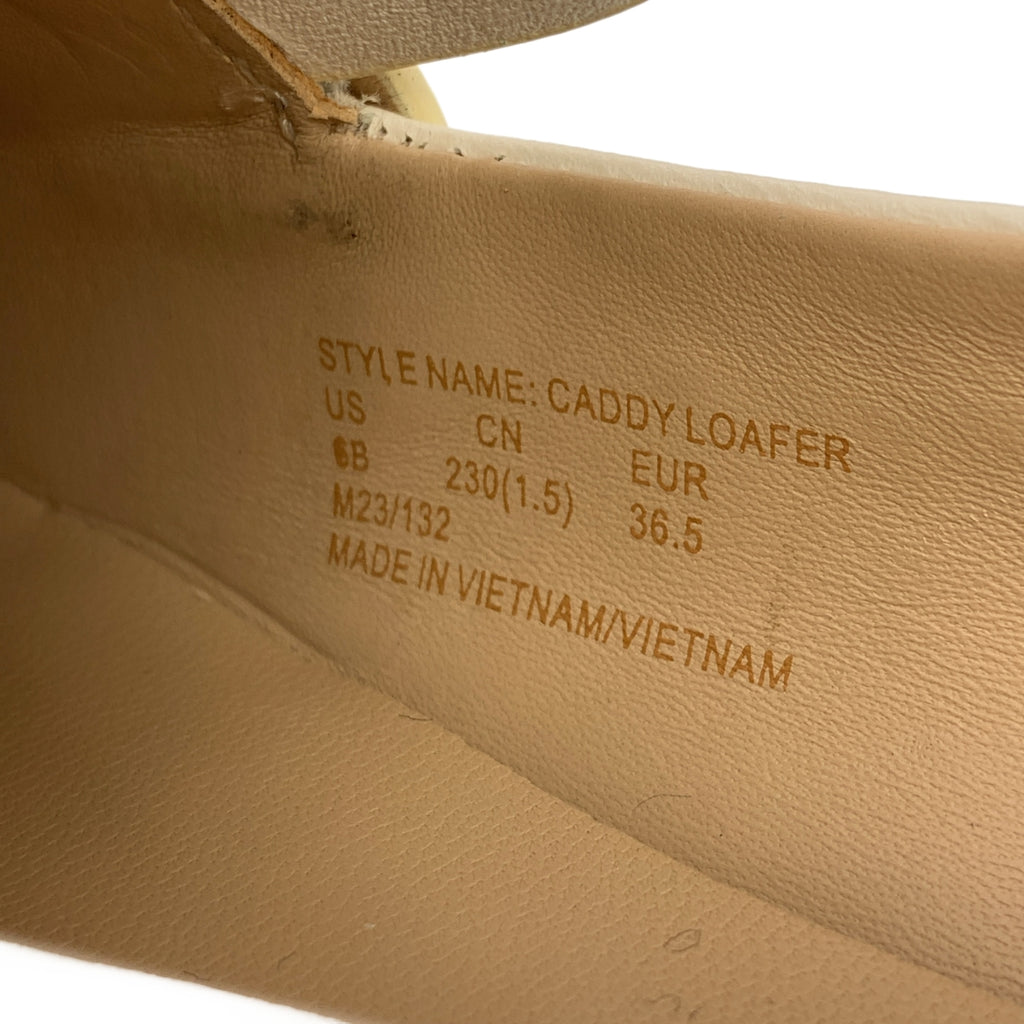 STYLE NAME: CADDY LOAFER
US CN EUR
6B 230(1.5) 36.5
M23/132
MADE IN VIETNAM/VIETNAM